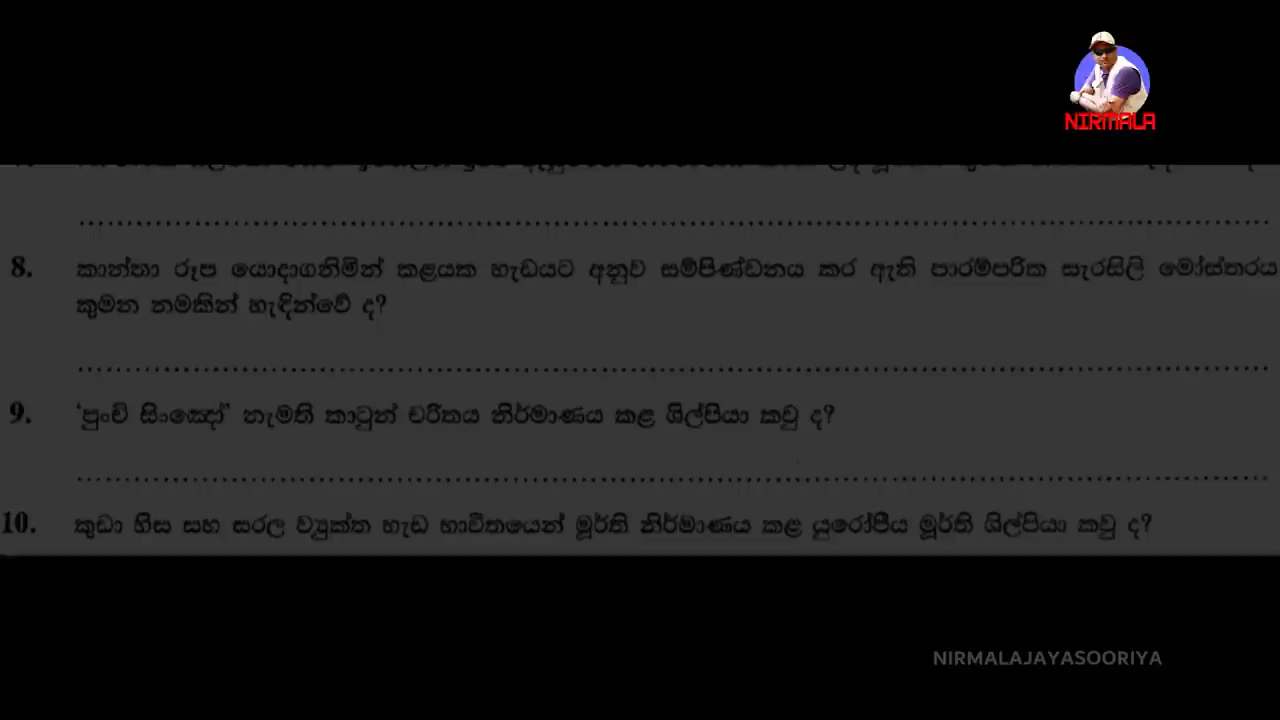 NIRMALA
8. කාන්තා රූප යොදාගනිමින් කළයක හැඩයට අනුව සම්පිණ්ඩනය කර ඇති පාරම්පරික සැරසිලි මෝස්තරය
කුමන නමකින් හැඳින්වේ ද?
9. ‘පුංචි සිංඤෝ’ නැමති කාටුන් චරිතය නිර්මාණය කළ ශිල්පියා කවු ද?
10. කුඩා හිස සහ සරල ව්‍යුක්ත හැඩ භාවිතයෙන් මූර්ති නිර්මාණය කළ යුරෝපීය මූර්ති ශිල්පියා කවු ද?
NIRMALAJAYASOORIYA